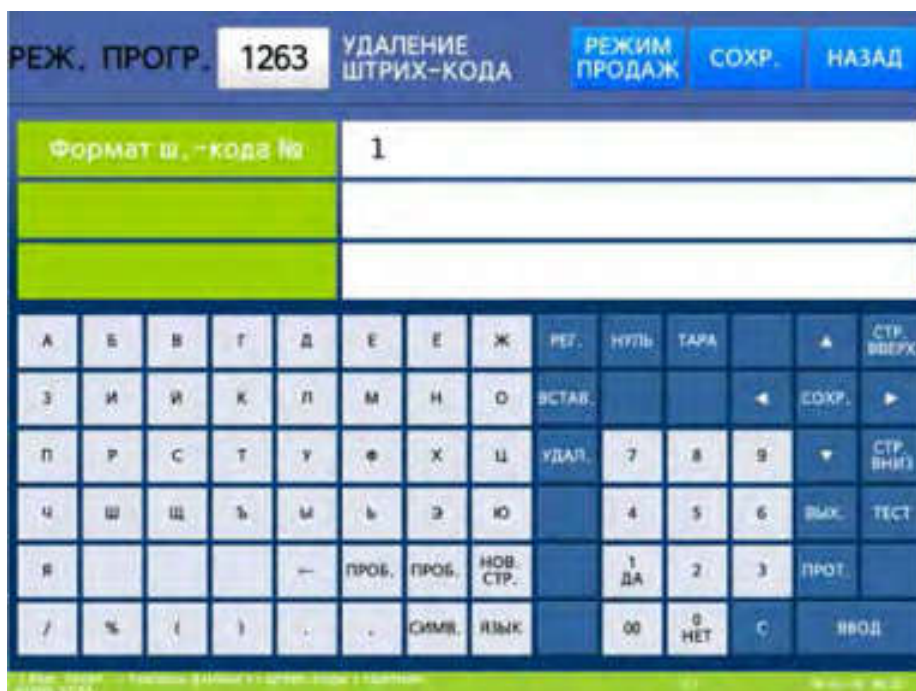 РЕЖ. ПРОГР. 1263 УДАЛЕНИЕ ШТРИХ-КОДА РЕЖИМ ПРОДАЖ СОХР. НАЗАД
Формат ш.-кода № 1
А Б В Г Д Е Ё Ж РЕГ. НУЛЬ ТАРА ▲ СТР. ВВЕРХ
З И Й К Л М Н О ВСТАВ. ◄ СОХР. ►
П Р С Т У Ф Х Ц УДАЛ. 7 8 9 ▼ СТР. ВНИЗ
Ч Ш Щ Ъ Ы Ь Э Ю 4 5 6 ВЫХ. ТЕСТ
Я ← ПРОБ. ПРОБ. НОВ. СТР. 1 ДА 2 3 ПРОТ.
/ % ( ) . СИМВ. ЯЗЫК 00 0 НЕТ С ВВОД